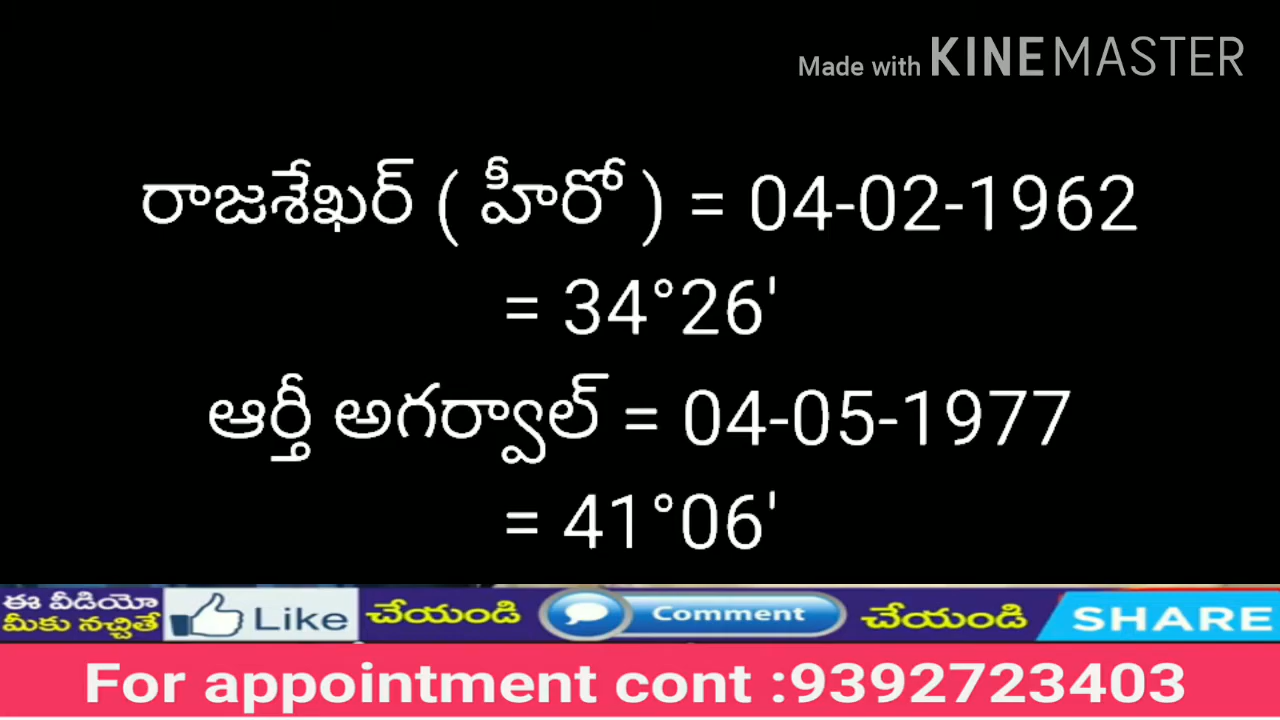 Made with KINEMASTER
రాజశేఖర్ ( హీరో ) = 04-02-1962
= 34°26'
ఆర్తీ అగర్వాల్ = 04-05-1977
= 41°06'
ఈ వీడియో
మీకు నచ్చితే Like చేయండి Comment చేయండి SHARE
For appointment cont :9392723403